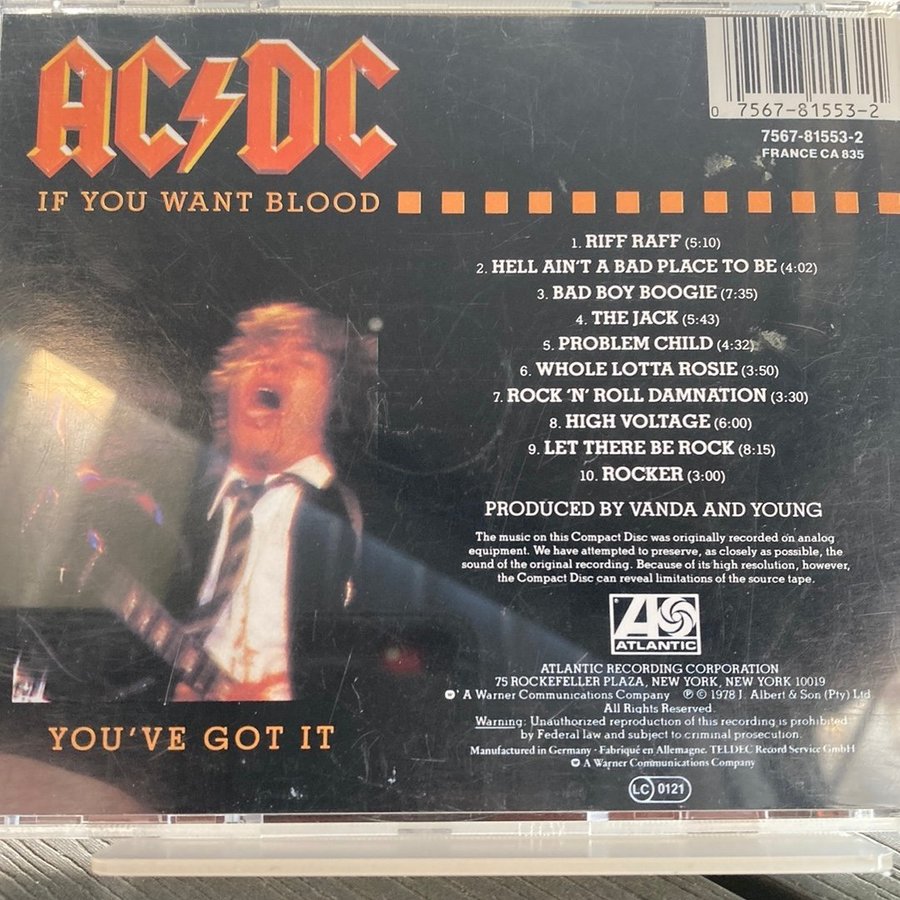 AC DC
0 7567-81553-2
7567-81553-2
FRANCE CA 835
IF YOU WANT BLOOD
1. RIFF RAFF (5:10)
2. HELL AIN'T A BAD PLACE TO BE (4:02)
3. BAD BOY BOOGIE (7:35)
4. THE JACK (5:43)
5. PROBLEM CHILD (4:32)
6. WHOLE LOTTA ROSIE (3:50)
7. ROCK 'N' ROLL DAMNATION (3:30)
8. HIGH VOLTAGE (6:00)
9. LET THERE BE ROCK (8:15)
10. ROCKER (3:00)
PRODUCED BY VANDA AND YOUNG
The music on this Compact Disc was originally recorded on analog
equipment. We have attempted to preserve, as closely as possible, the
sound of the original recording. Because of its high resolution, however,
the Compact Disc can reveal limitations of the source tape.
ATLANTIC
ATLANTIC RECORDING CORPORATION
75 ROCKEFELLER PLAZA, NEW YORK, NEW YORK 10019
A Warner Communications Company ℗ © 1978 J. Albert & Son (Pty) Ltd
All Rights Reserved.
Warning: Unauthorized reproduction of this recording is prohibited
by Federal law and subject to criminal prosecution.
Manufactured in Germany · Fabriqué en Allemagne. TELDEC Record Service GmbH
A Warner Communications Company
LC 0121
YOU'VE GOT IT